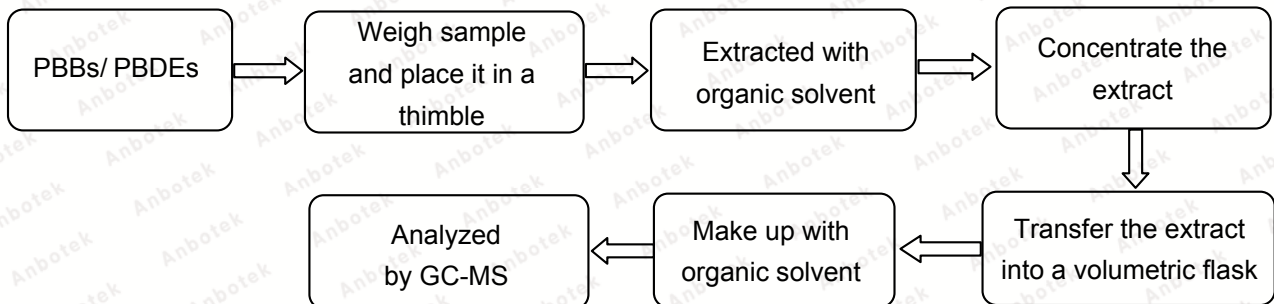 PBBs/ PBDEs
Weigh sample
and place it in a
thimble
Extracted with
organic solvent
Concentrate the
extract
Transfer the extract
into a volumetric flask
Make up with
organic solvent
Analyzed
by GC-MS
Anbotek